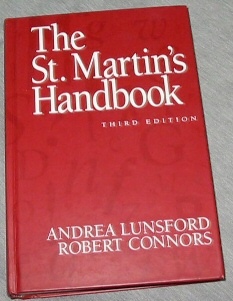 The
St. Martin's
Handbook
THIRD EDITION
ANDREA LUNSFORD
ROBERT CONNORS